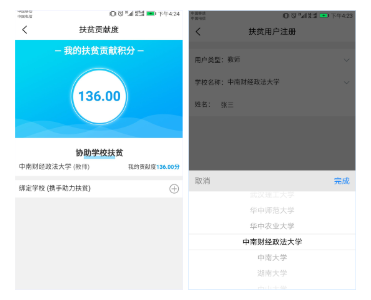 下午4:24
扶贫贡献度
我的扶贫贡献积分
136.00
协助学校扶贫
中南财经政法大学 (教师)
我的贡献度136.00分
绑定学校 (携手助力扶贫)
下午4:23
扶贫用户注册
用户类型: 教师
学校名称: 中南财经政法大学
姓名: 张三
取消
完成
华中师范大学
华中农业大学
中南财经政法大学
中南大学
湖南大学